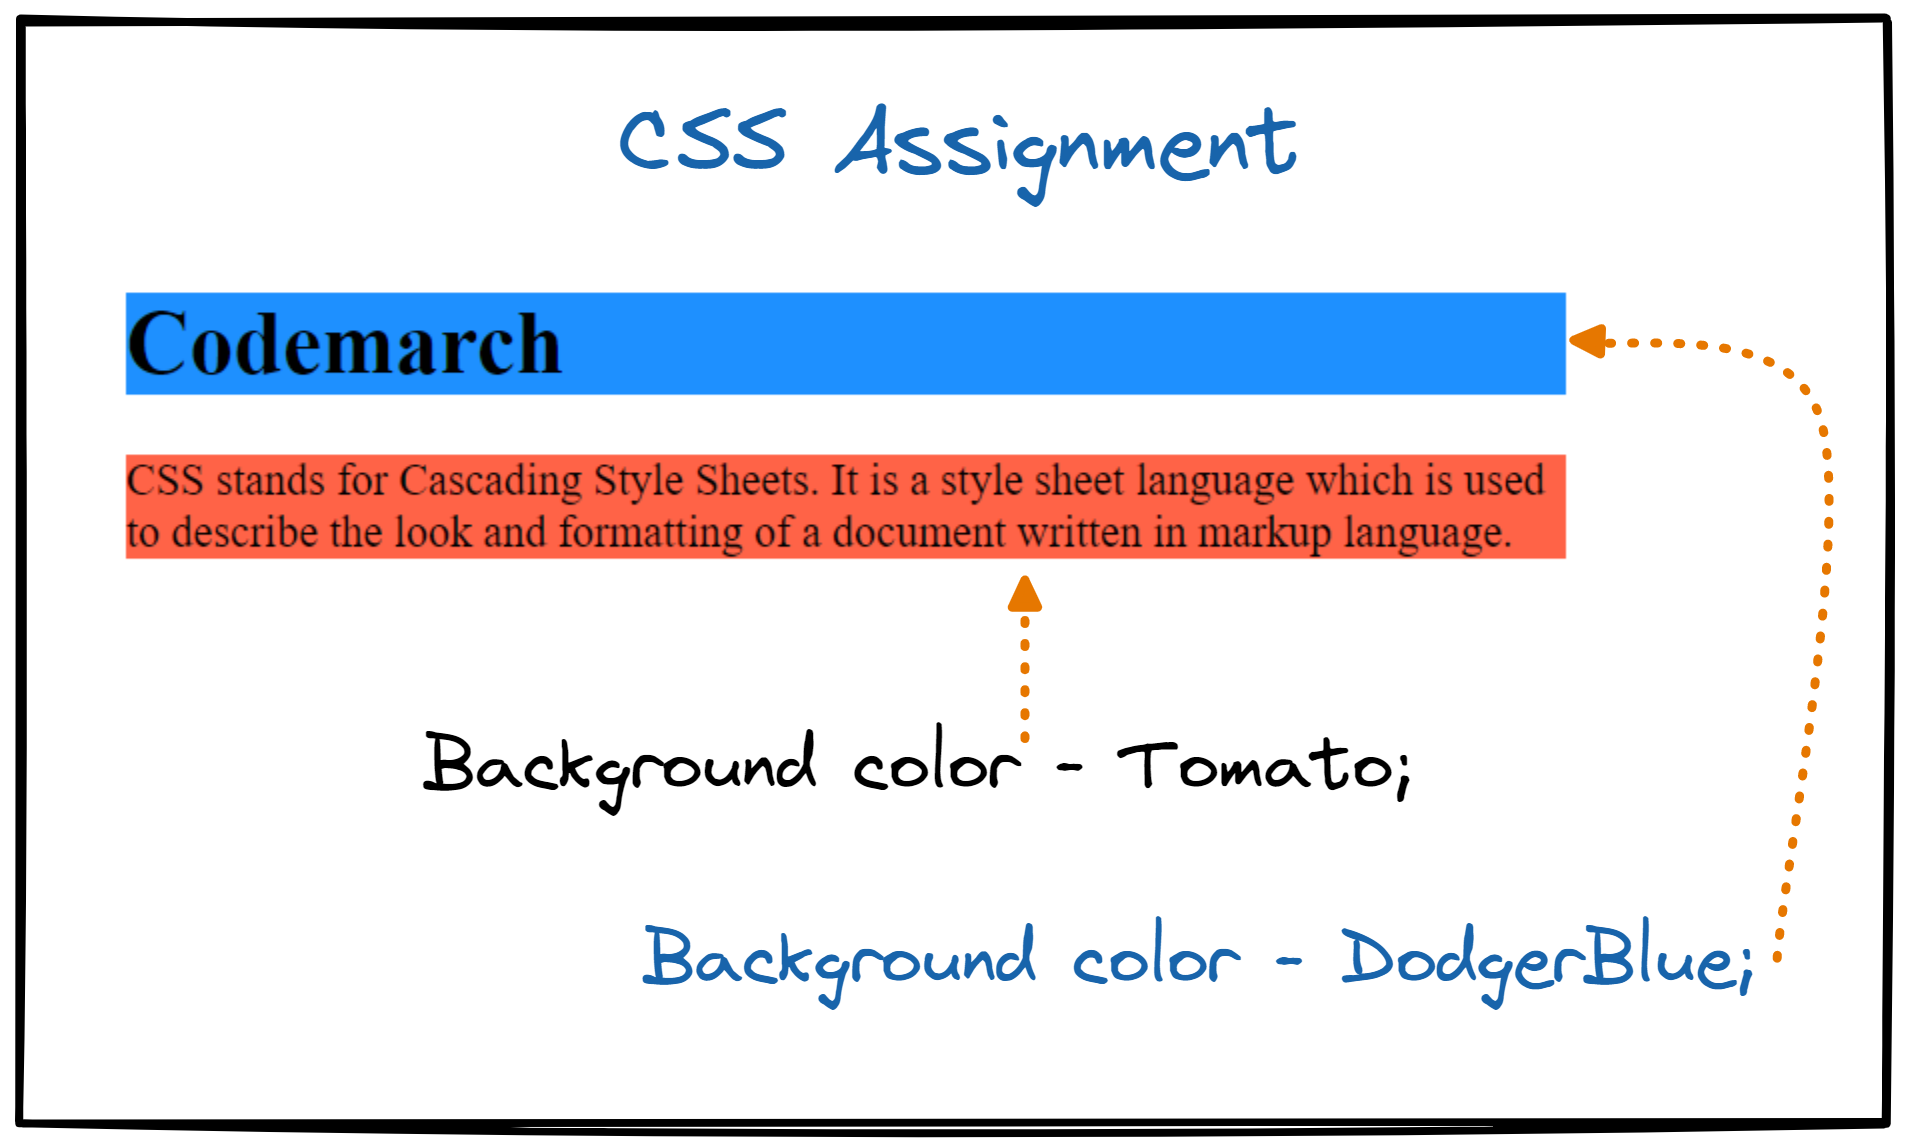 CSS Assignment
Codemarch
CSS stands for Cascading Style Sheets. It is a style sheet language which is used
to describe the look and formatting of a document written in markup language.
Background color - Tomato;
Background color - DodgerBlue;